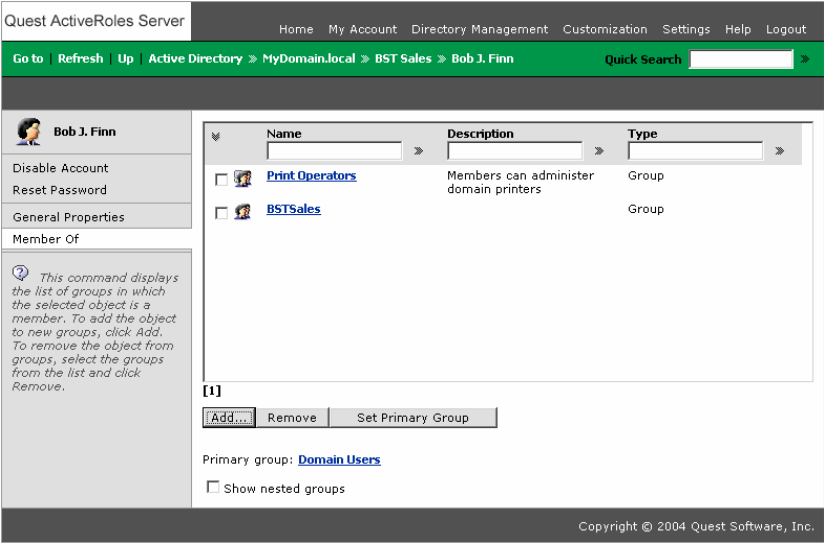 Quest ActiveRoles Server
Home My Account Directory Management Customization Settings Help Logout
Go to | Refresh | Up | Active Directory » MyDomain.local » BST Sales » Bob J. Finn Quick Search »
Bob J. Finn
Disable Account
Reset Password
General Properties
Member Of
This command displays
the list of groups in which
the selected object is a
member. To add the object
to new groups, click Add.
To remove the object from
groups, select the groups
from the list and click
Remove.
Name Description Type
Print Operators Members can administer Group
domain printers
BSTSales Group
[1]
Add... Remove Set Primary Group
Primary group: Domain Users
Show nested groups
Copyright © 2004 Quest Software, Inc.